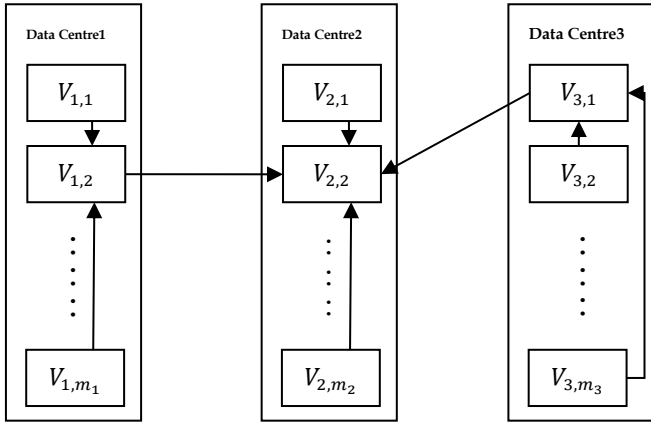 Data Centre1
V1,1
V1,2
V1,m1
Data Centre2
V2,1
V2,2
V2,m2
Data Centre3
V3,1
V3,2
V3,m3